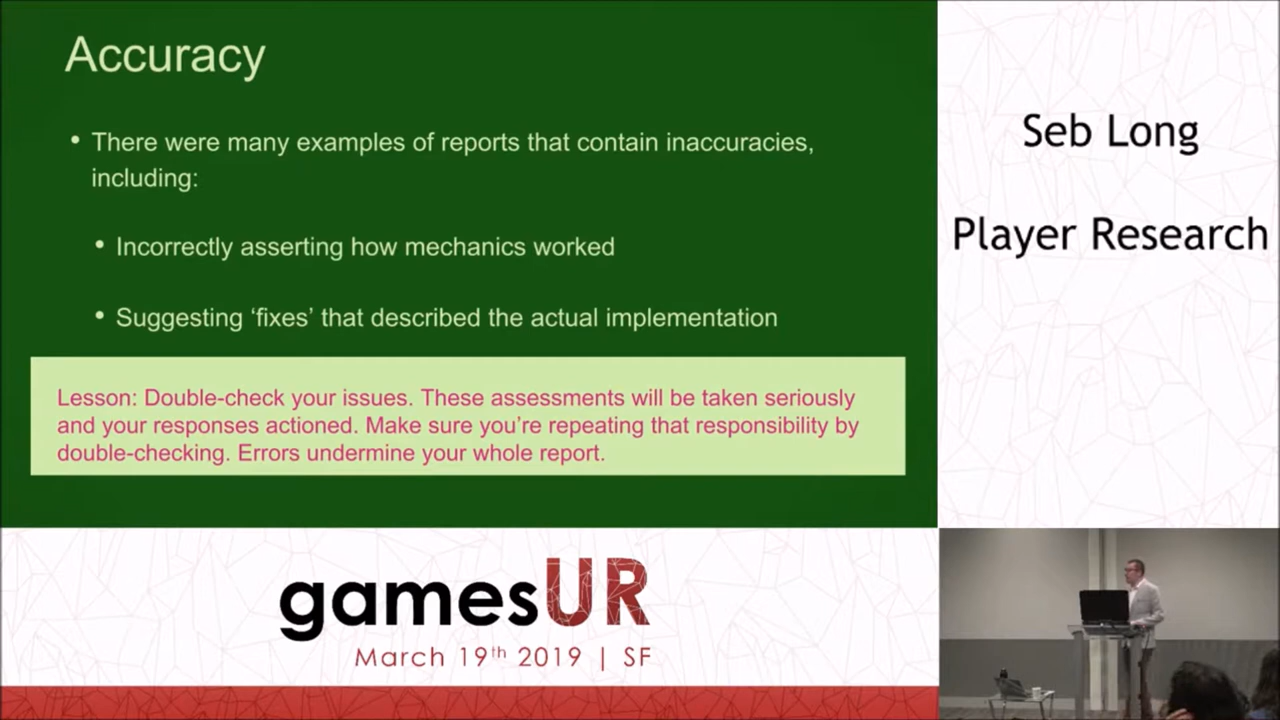 Accuracy
• There were many examples of reports that contain inaccuracies,
including:
• Incorrectly asserting how mechanics worked
• Suggesting ‘fixes’ that described the actual implementation
Lesson: Double-check your issues. These assessments will be taken seriously
and your responses actioned. Make sure you’re repeating that responsibility by
double-checking. Errors undermine your whole report.
Seb Long
Player Research
gamesUR
March 19th 2019 | SF